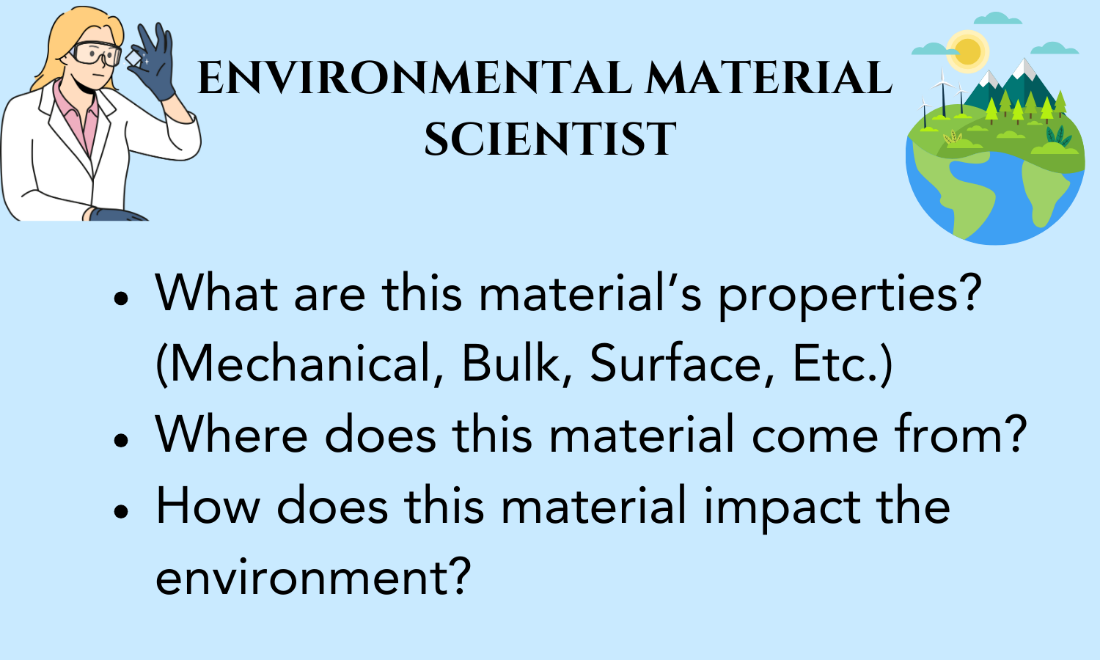 ENVIRONMENTAL MATERIAL
SCIENTIST
• What are this material’s properties?
(Mechanical, Bulk, Surface, Etc.)
• Where does this material come from?
• How does this material impact the
environment?